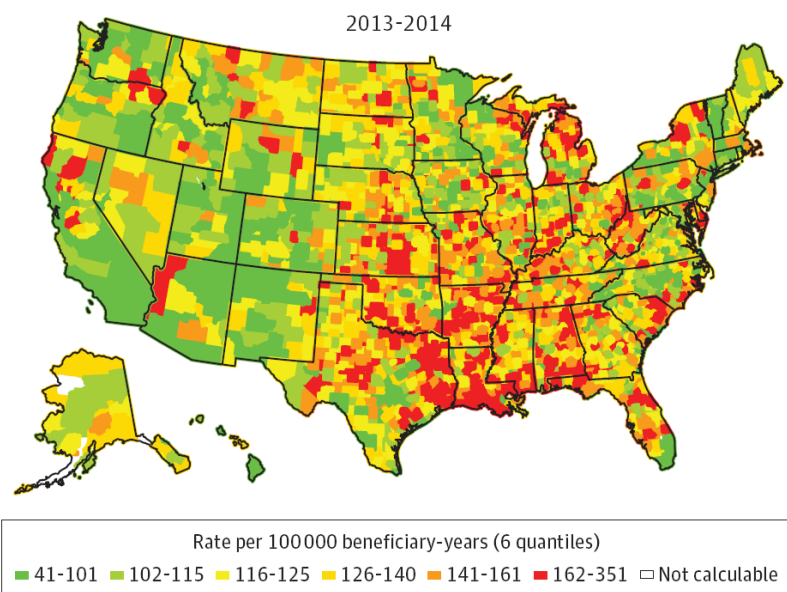 2013-2014
Rate per 100 000 beneficiary-years (6 quantiles)
41-101 102-115 116-125 126-140 141-161 162-351 Not calculable